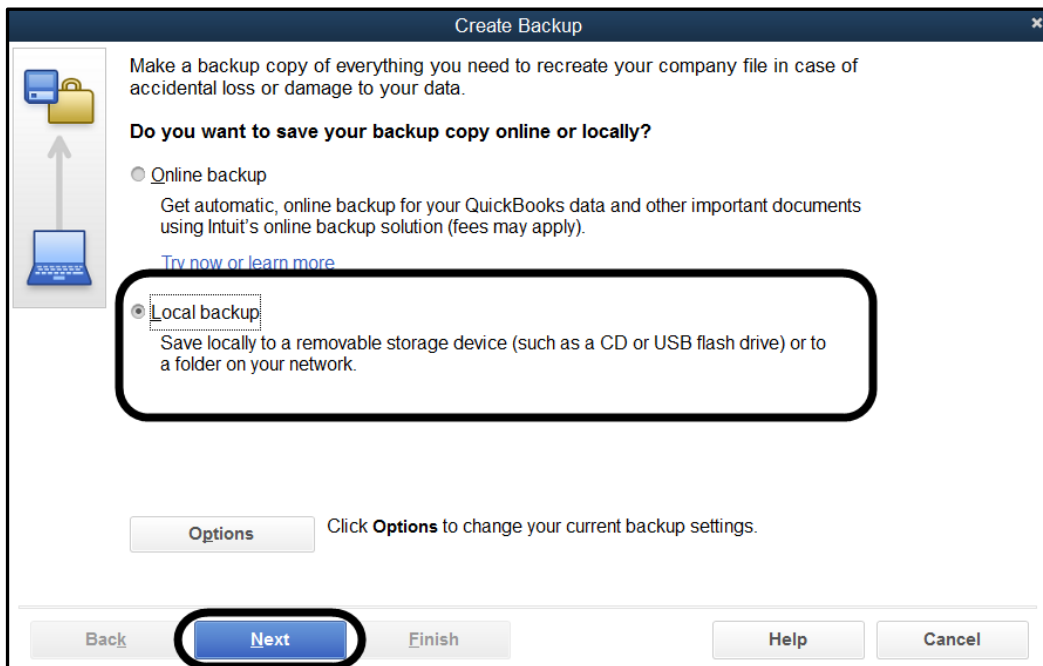 Create Backup
Make a backup copy of everything you need to recreate your company file in case of
accidental loss or damage to your data.
Do you want to save your backup copy online or locally?
Online backup
Get automatic, online backup for your QuickBooks data and other important documents
using Intuit's online backup solution (fees may apply).
Try now or learn more
Local backup
Save locally to a removable storage device (such as a CD or USB flash drive) or to
a folder on your network.
Options Click Options to change your current backup settings.
Back Next Finish Help Cancel